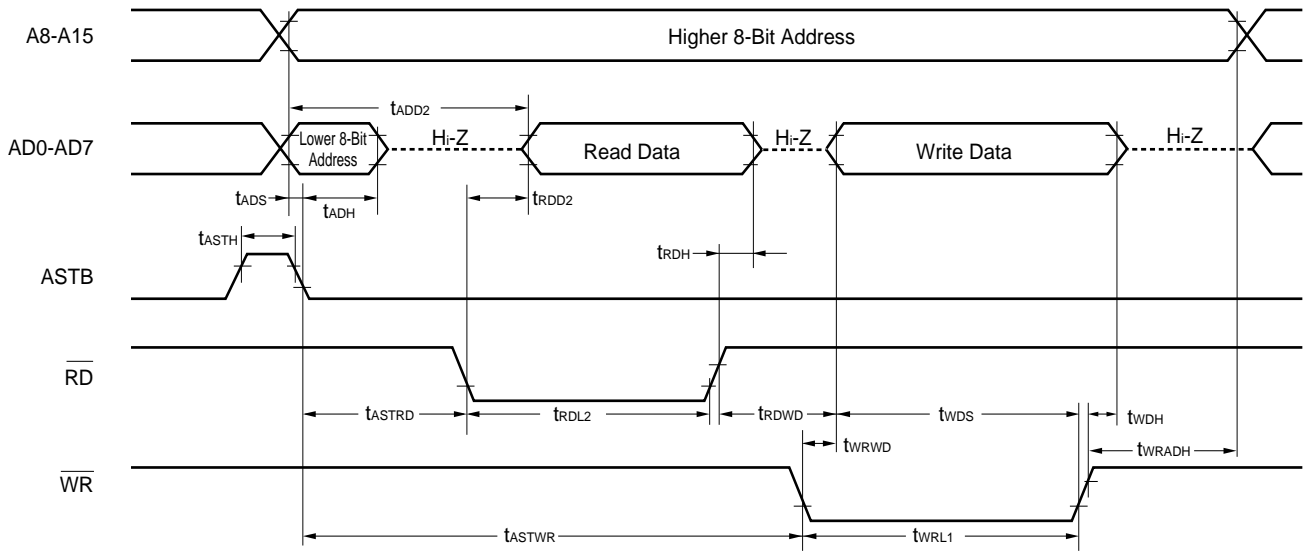 A8-A15
Higher 8-Bit Address
tADD2
AD0-AD7
Lower 8-Bit
Address
Hi-Z
Read Data
Hi-Z
Write Data
Hi-Z
tADS
tADH
tRDD2
tASTH
tRDH
ASTB
RD
tASTRD
tRDL2
tRDWD
tWDS
tWDH
tWRWD
tWRADH
WR
tASTWR
tWRL1